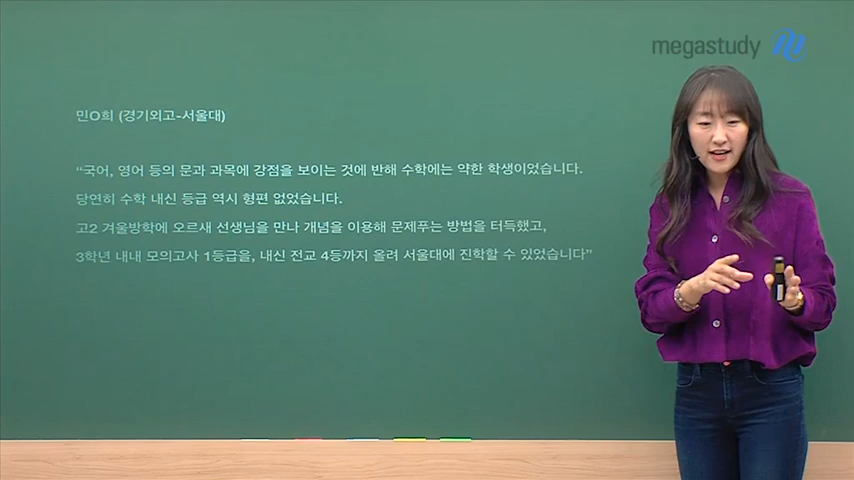 megastudy
민O희 (경기외고-서울대)
“국어, 영어 등의 문과 과목에 강점을 보이는 것에 반해 수학에는 약한 학생이었습니다.
당연히 수학 내신 등급 역시 형편 없었습니다.
고2 겨울방학에 오르새 선생님을 만나 개념을 이용해 문제푸는 방법을 터득했고,
3학년 내내 모의고사 1등급을, 내신 전교 4등까지 올려 서울대에 진학할 수 있었습니다”